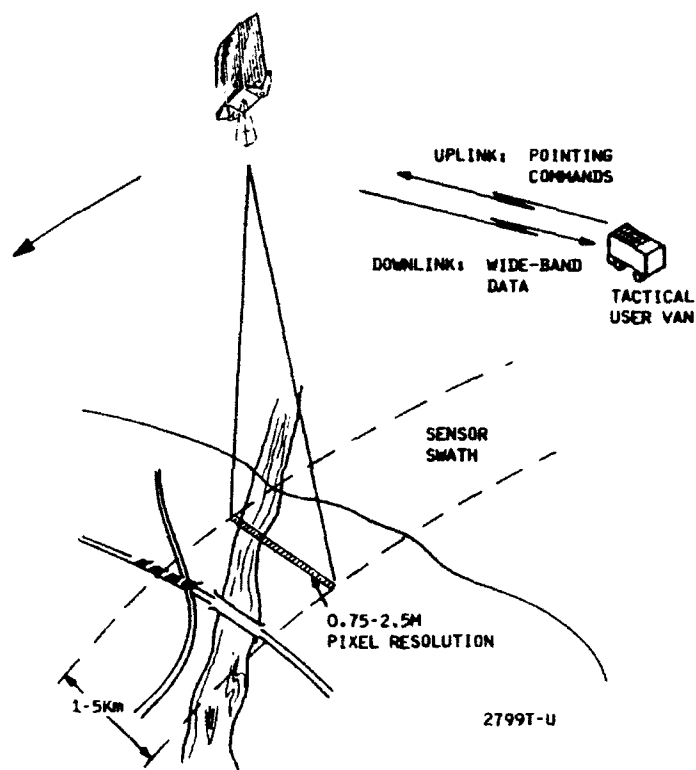 UPLINK: POINTING
COMMANDS
DOWNLINK: WIDE-BAND
DATA
TACTICAL
USER VAN
SENSOR
SWATH
0.75-2.5M
PIXEL RESOLUTION
1-5Km
2799T-U